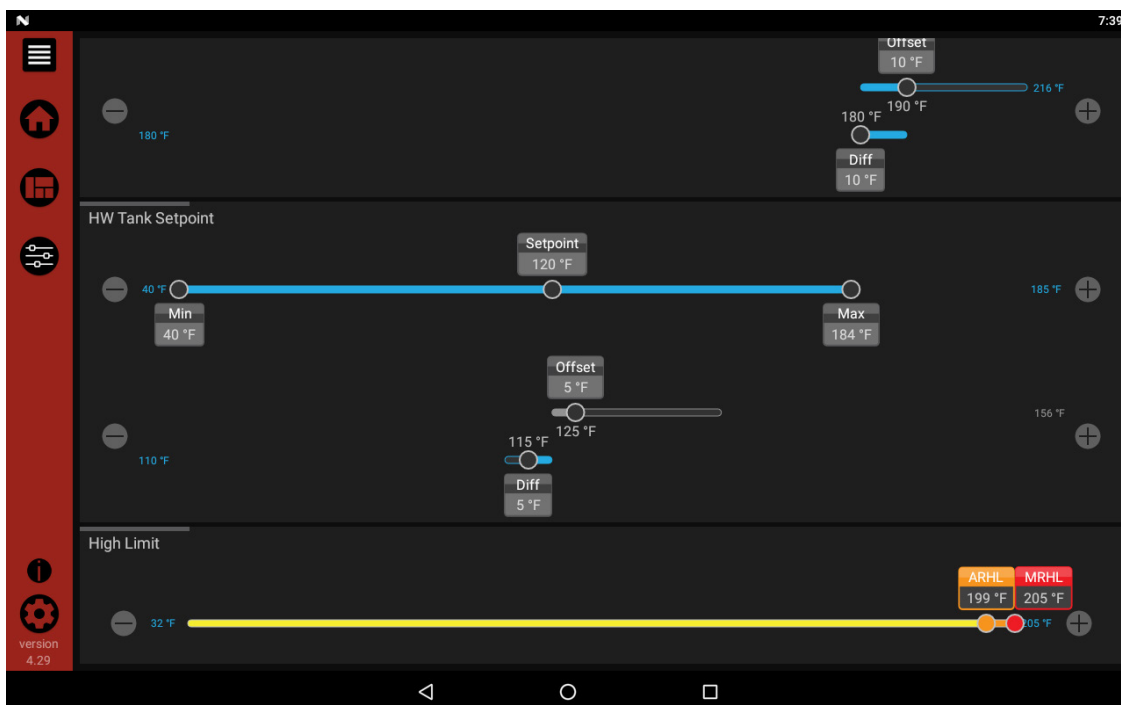 7:39
Offset
10 °F
216 °F
190 °F
180 °F
180 °F
Diff
10 °F
HW Tank Setpoint
Setpoint
120 °F
40 °F
185 °F
Min
40 °F
Max
184 °F
Offset
5 °F
156 °F
125 °F
115 °F
110 °F
Diff
5 °F
High Limit
ARHL
MRHL
199 °F
205 °F
32 °F
205 °F
version
4.29